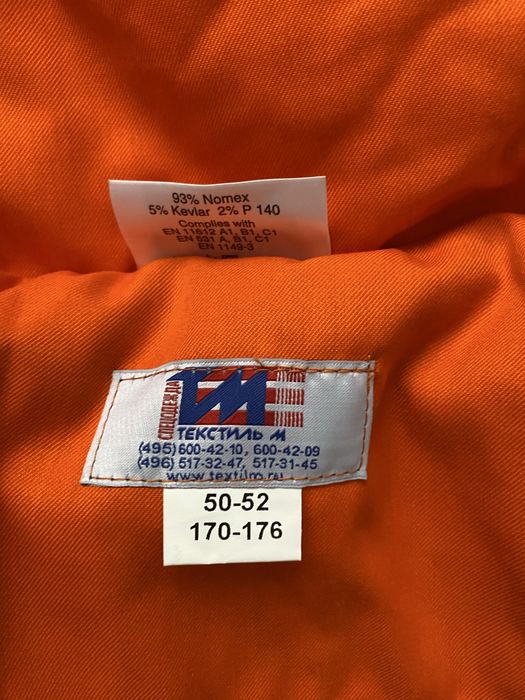 93% Nomex
5% Kevlar 2% P 140
Complies with
EN 11612 A1, B1, C1
EN 531 A, B1, C1
EN 1149-3
СПЕЦОДЕЖДА
ТМ
ТЕКСТИЛЬ М
(495) 600-42-10, 600-42-09
(496) 517-32-47, 517-31-45
www.textilm.ru
50-52
170-176